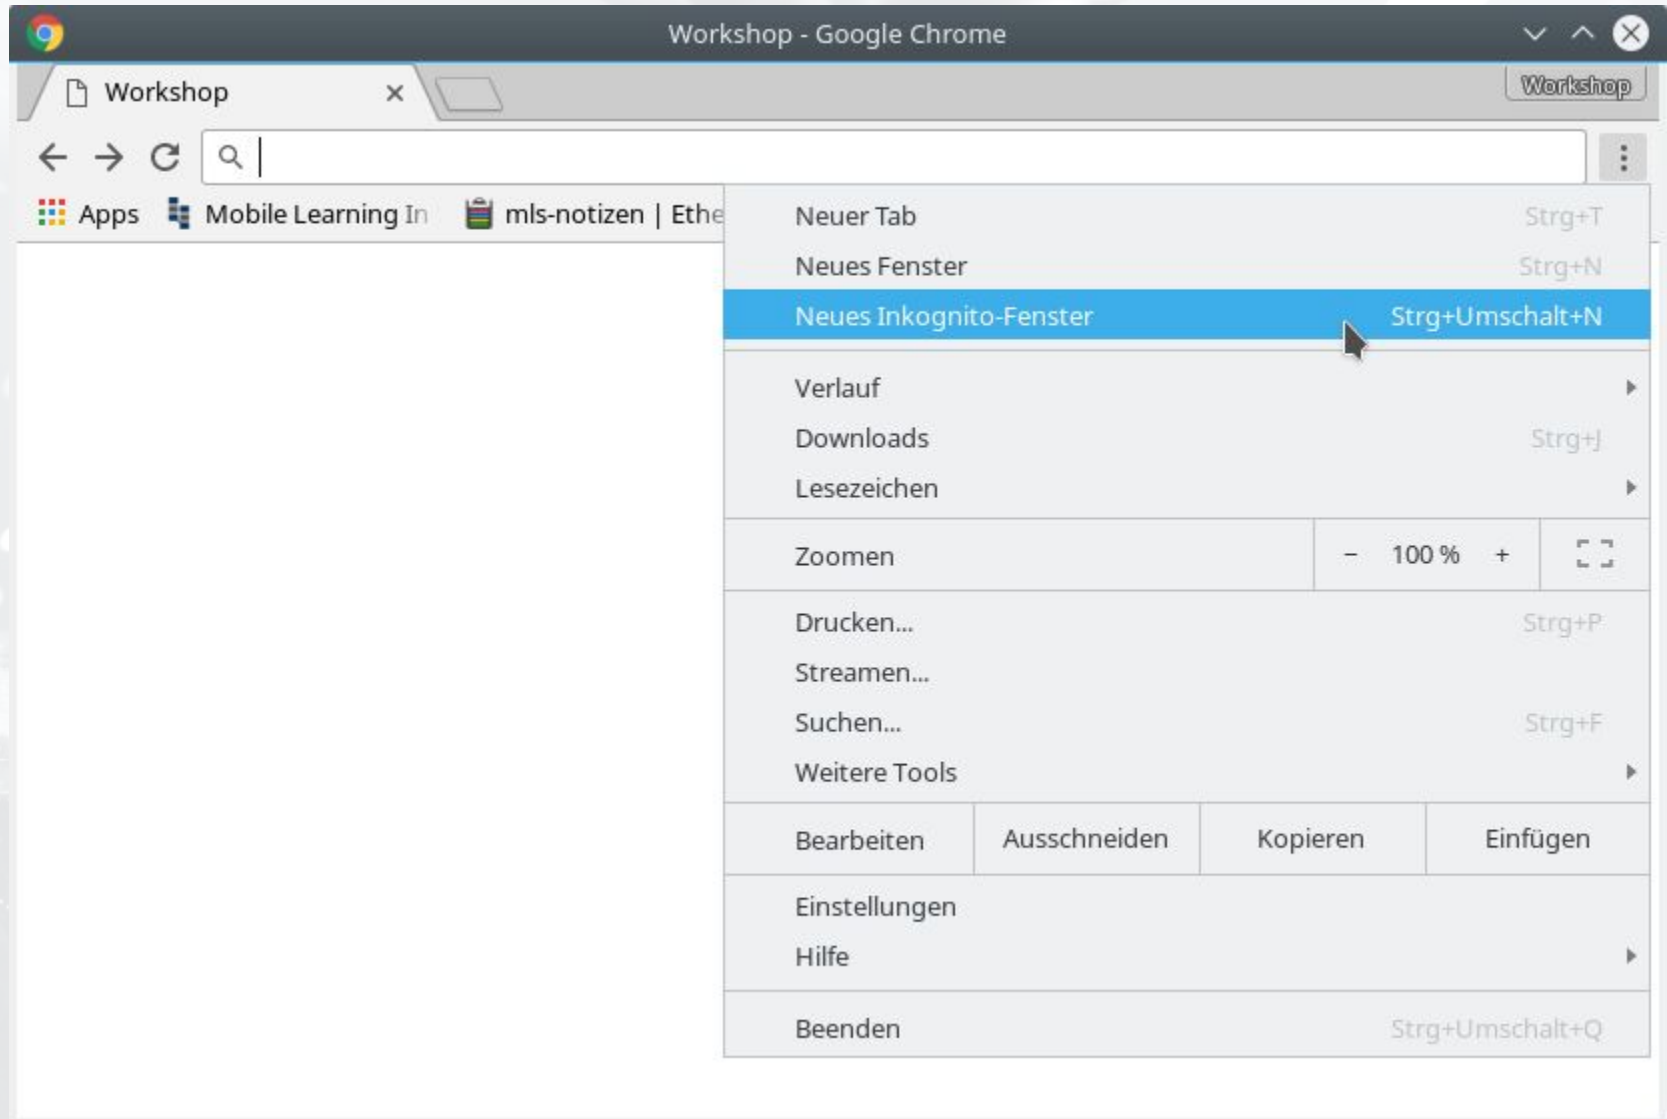 Workshop - Google Chrome
Workshop
Workshop
Apps Mobile Learning In mls-notizen | Ethe
Neuer Tab Strg+T
Neues Fenster Strg+N
Neues Inkognito-Fenster Strg+Umschalt+N
Verlauf
Downloads Strg+J
Lesezeichen
Zoomen − 100 % +
Drucken... Strg+P
Streamen...
Suchen... Strg+F
Weitere Tools
Bearbeiten Ausschneiden Kopieren Einfügen
Einstellungen
Hilfe
Beenden Strg+Umschalt+Q